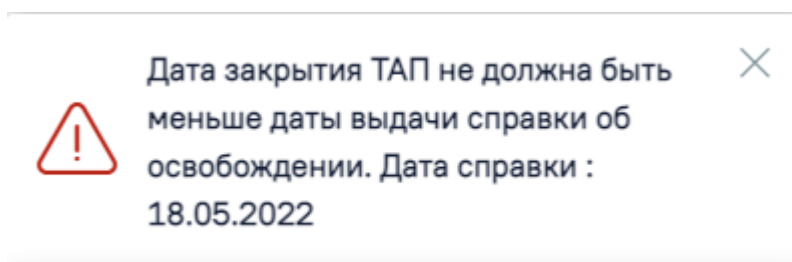 Дата закрытия ТАП не должна быть
меньше даты выдачи справки об
освобождении. Дата справки :
18.05.2022